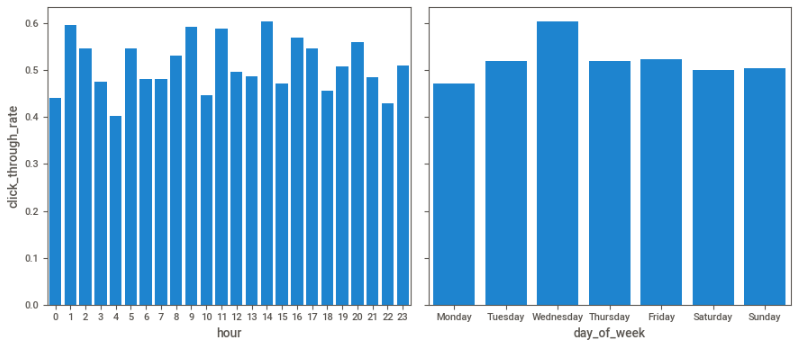 click_through_rate
0.6
0.5
0.4
0.3
0.2
0.1
0.0
0 1 2 3 4 5 6 7 8 9 10 11 12 13 14 15 16 17 18 19 20 21 22 23
hour
Monday Tuesday Wednesday Thursday Friday Saturday Sunday
day_of_week